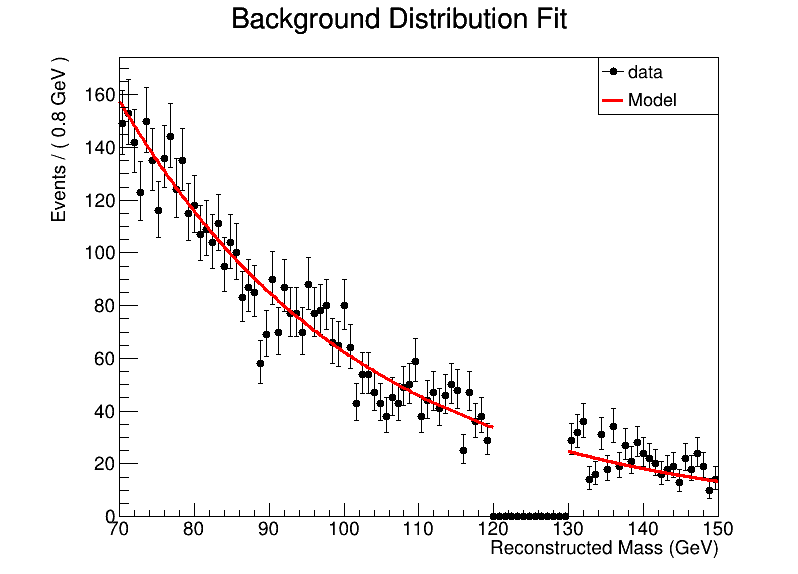 Background Distribution Fit
Events / ( 0.8 GeV )
160
140
120
100
80
60
40
20
0
data
Model
70 80 90 100 110 120 130 140 150
Reconstructed Mass (GeV)